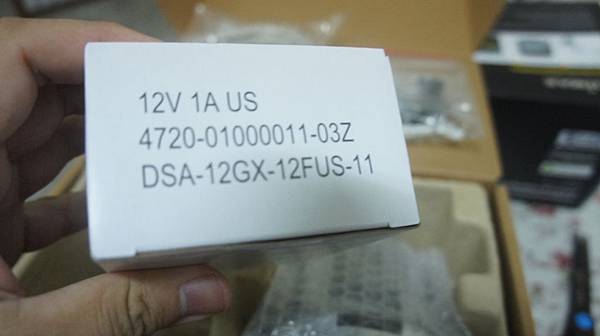 12V 1A US
4720-01000011-03Z
DSA-12GX-12FUS-11